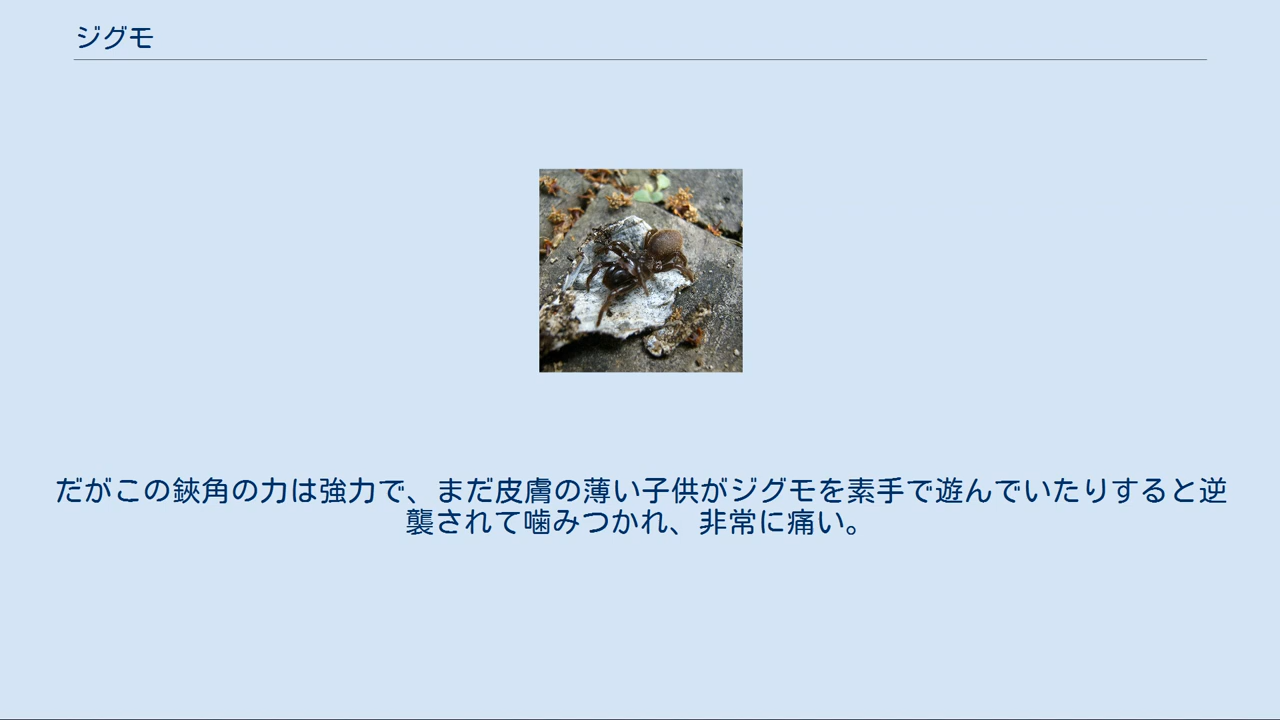 ジグモ
だがこの鋏角の力は強力で、まだ皮膚の薄い子供がジグモを素手で遊んでいたりすると逆
襲されて噛みつかれ、非常に痛い。